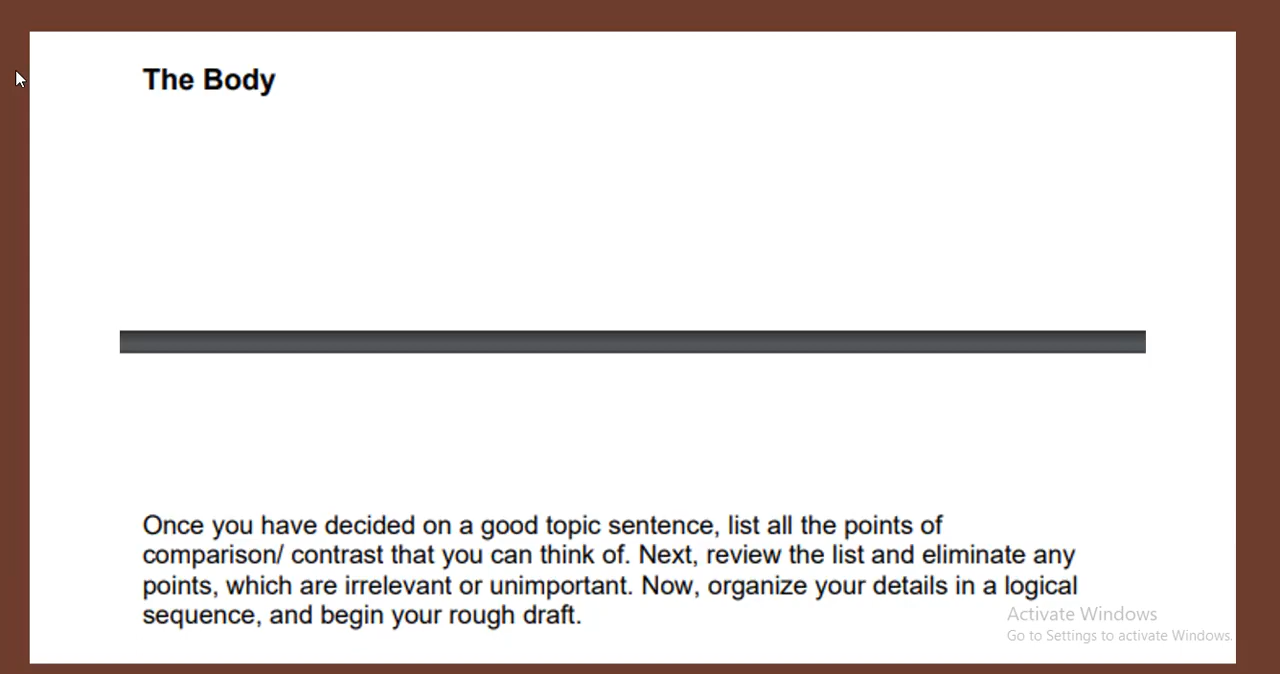 The Body
Once you have decided on a good topic sentence, list all the points of
comparison/ contrast that you can think of. Next, review the list and eliminate any
points, which are irrelevant or unimportant. Now, organize your details in a logical
sequence, and begin your rough draft.
Activate Windows
Go to Settings to activate Windows.